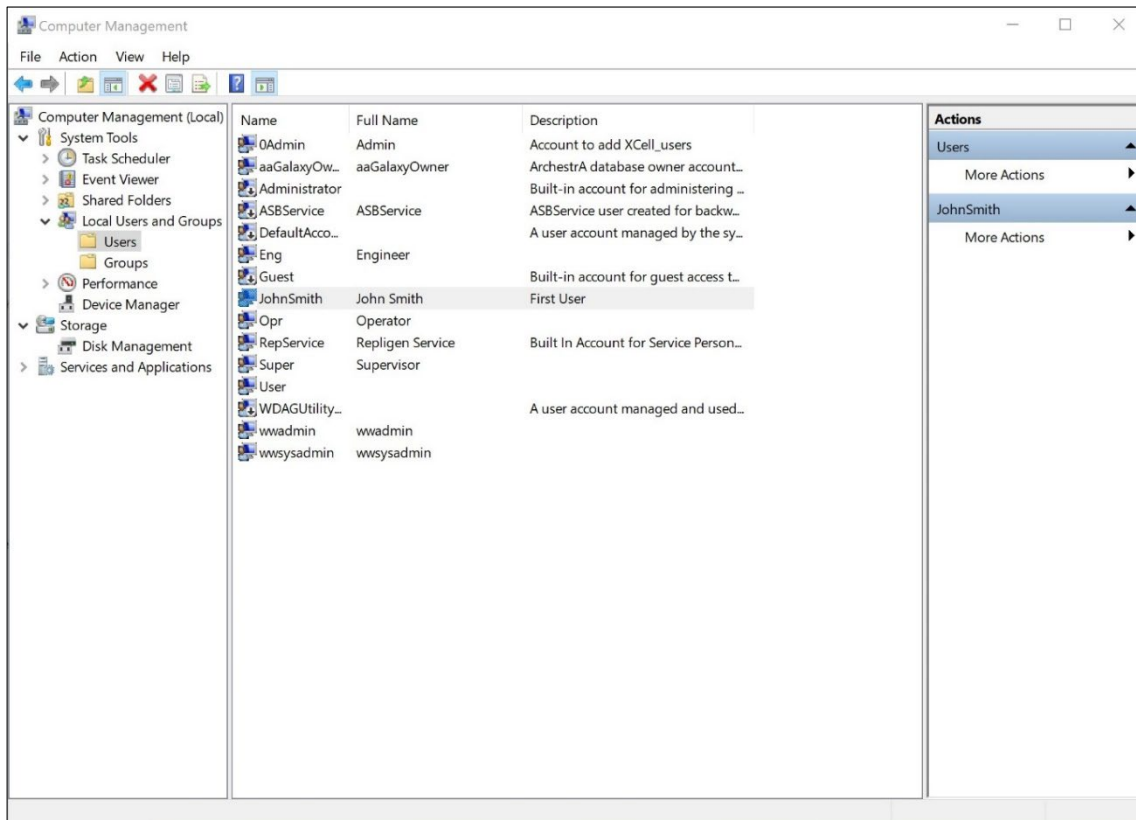 Computer Management
File Action View Help
Computer Management (Local)
System Tools
Task Scheduler
Event Viewer
Shared Folders
Local Users and Groups
Users
Groups
Performance
Device Manager
Storage
Disk Management
Services and Applications
Name Full Name Description
0Admin Admin Account to add XCell_users
aaGalaxyOw... aaGalaxyOwner ArchestrA database owner account...
Administrator Built-in account for administering ...
ASBService ASBService ASBService user created for backw...
DefaultAcco... A user account managed by the sy...
Eng Engineer
Guest Built-in account for guest access t...
JohnSmith John Smith First User
Opr Operator
RepService Repligen Service Built In Account for Service Person...
Super Supervisor
User
WDAGUtility... A user account managed and used...
wwadmin wwadmin
wwsysadmin wwsysadmin
Actions
Users
More Actions
JohnSmith
More Actions